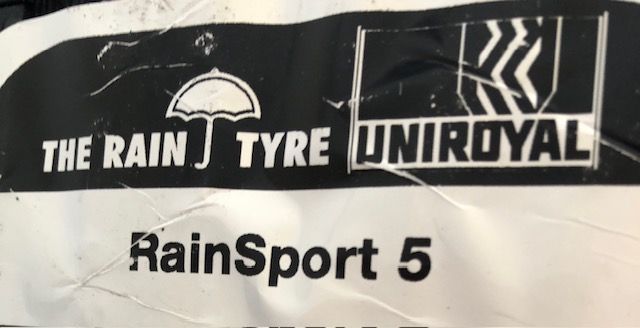 THE RAIN TYRE UNIROYAL
RainSport 5